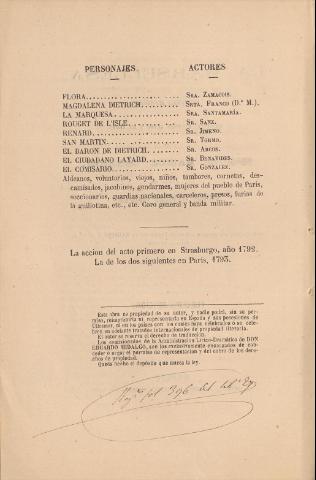 PERSONAJES ACTORES
FLORA Sra. Zamacois.
MAGDALENA DIETRICH Srta. Franco (D.ª M.)
LA MARQUESA Sra. Santamaría.
ROUGET DE L'ISLE Sr. Sanz.
RENARD Sr. Jimeno.
SAN MARTIN Sr. Tormo.
EL BARON DE DIETRICH Sr. Arcos.
EL CIUDADANO LAYARD Sr. Benavides.
EL COMISARIO Sr. Gonzalez.
Aldeanos, voluntarios, viejos, niños, tambores, cornetas, des-
camisados, jacobinos, gendarmes, mujeres del pueblo de París,
seccionarios, guardias nacionales, carceleros, presos, furias de
la guillotina, etc., etc. Coro general y banda militar.
La accion del acto primero en Strasburgo, año 1792.
La de los dos siguientes en París, 1793.
Esta obra es propiedad de su autor, y nadie podrá, sin su per-
miso, reimprimirla ni representarla en España y sus posesiones de
Ultramar, ni en los países con los cuales haya celebrados ó se cele-
bren en adelante tratados internacionales de propiedad literaria.
El autor se reserva el derecho de traduccion.
Los comisionados de la Administracion Lírico-Dramática de DON
EDUARDO HIDALGO, son los exclusivamente encargados de con-
ceder ó negar el permiso de representacion y del cobro de los dere-
chos de propiedad.
Queda hecho el depósito que marca la ley.
fol 396 del